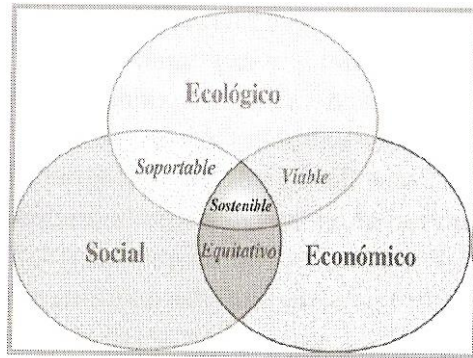 Ecológico
Soportable
Viable
Sostenible
Social
Equitativo
Económico